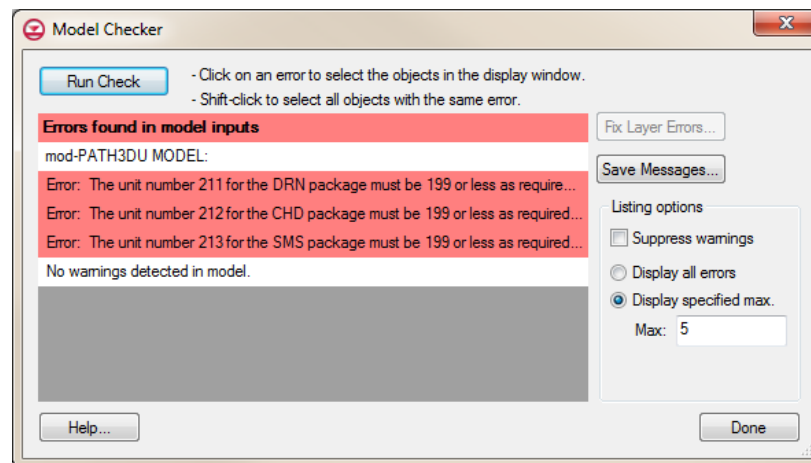 Model Checker
Run Check
- Click on an error to select the objects in the display window.
- Shift-click to select all objects with the same error.
Errors found in model inputs
mod-PATH3DU MODEL:
Error: The unit number 211 for the DRN package must be 199 or less as require...
Error: The unit number 212 for the CHD package must be 199 or less as required...
Error: The unit number 213 for the SMS package must be 199 or less as required...
No warnings detected in model.
Fix Layer Errors...
Save Messages...
Listing options
Suppress warnings
Display all errors
Display specified max.
Max: 5
Help...
Done